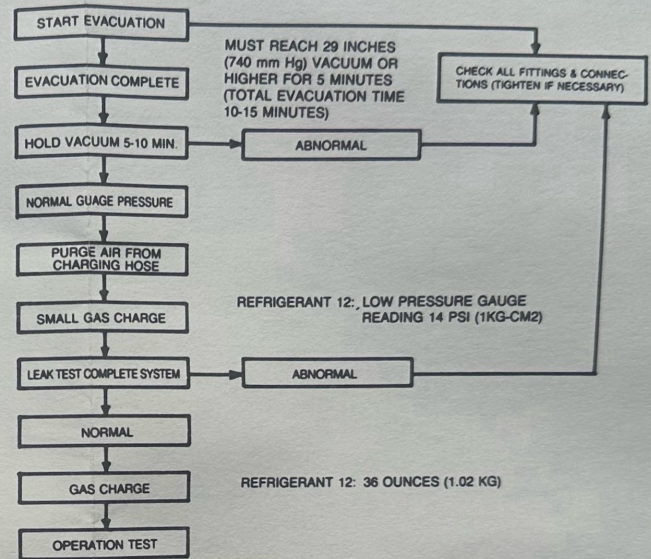 START EVACUATION
MUST REACH 29 INCHES
(740 mm Hg) VACUUM OR
HIGHER FOR 5 MINUTES
(TOTAL EVACUATION TIME
10-15 MINUTES)
CHECK ALL FITTINGS & CONNEC-
TIONS (TIGHTEN IF NECESSARY)
EVACUATION COMPLETE
HOLD VACUUM 5-10 MIN.
ABNORMAL
NORMAL GUAGE PRESSURE
PURGE AIR FROM
CHARGING HOSE
SMALL GAS CHARGE
REFRIGERANT 12: LOW PRESSURE GAUGE
READING 14 PSI (1KG-CM2)
LEAK TEST COMPLETE SYSTEM
ABNORMAL
NORMAL
GAS CHARGE
REFRIGERANT 12: 36 OUNCES (1.02 KG)
OPERATION TEST